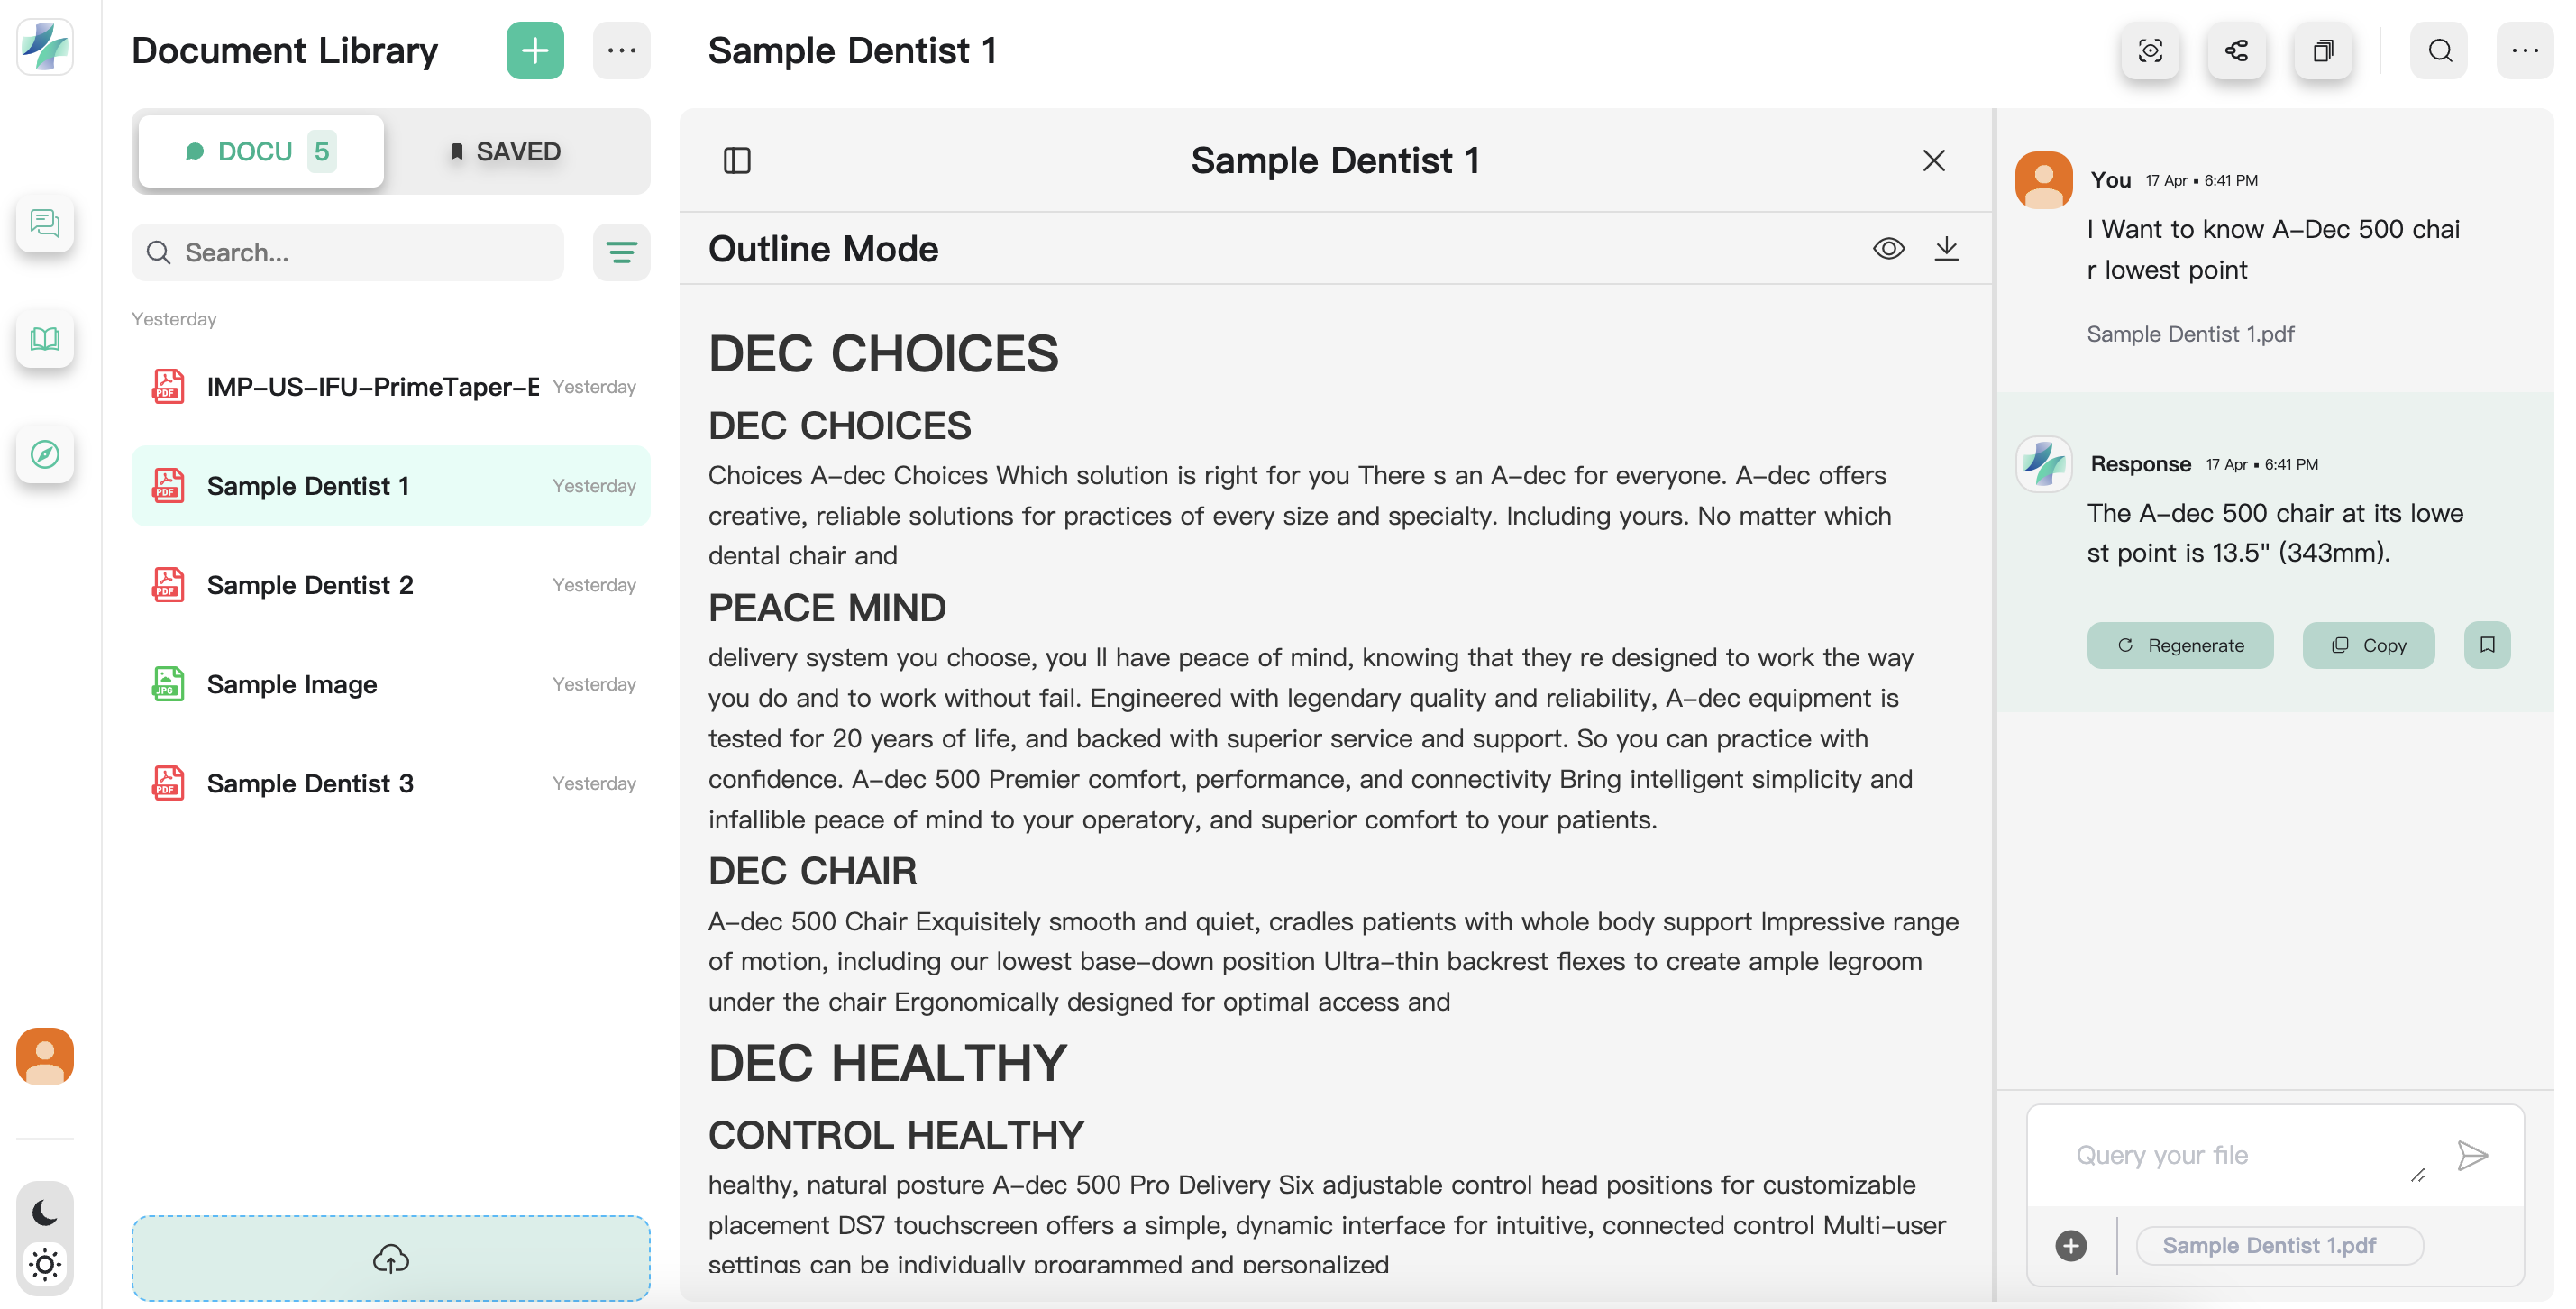 Document Library
DOCU 5
SAVED
Search...
Yesterday
IMP-US-IFU-PrimeTaper-E Yesterday
Sample Dentist 1 Yesterday
Sample Dentist 2 Yesterday
Sample Image Yesterday
Sample Dentist 3 Yesterday
Sample Dentist 1
Sample Dentist 1
Outline Mode
DEC CHOICES
DEC CHOICES
Choices A-dec Choices Which solution is right for you There s an A-dec for everyone. A-dec offers
creative, reliable solutions for practices of every size and specialty. Including yours. No matter which
dental chair and
PEACE MIND
delivery system you choose, you ll have peace of mind, knowing that they re designed to work the way
you do and to work without fail. Engineered with legendary quality and reliability, A-dec equipment is
tested for 20 years of life, and backed with superior service and support. So you can practice with
confidence. A-dec 500 Premier comfort, performance, and connectivity Bring intelligent simplicity and
infallible peace of mind to your operatory, and superior comfort to your patients.
DEC CHAIR
A-dec 500 Chair Exquisitely smooth and quiet, cradles patients with whole body support Impressive range
of motion, including our lowest base-down position Ultra-thin backrest flexes to create ample legroom
under the chair Ergonomically designed for optimal access and
DEC HEALTHY
CONTROL HEALTHY
healthy, natural posture A-dec 500 Pro Delivery Six adjustable control head positions for customizable
placement DS7 touchscreen offers a simple, dynamic interface for intuitive, connected control Multi-user
settings can be individually programmed and personalized
You 17 Apr ▪ 6:41 PM
I Want to know A-Dec 500 chai
r lowest point
Sample Dentist 1.pdf
Response 17 Apr ▪ 6:41 PM
The A-dec 500 chair at its lowe
st point is 13.5" (343mm).
Regenerate
Copy
Query your file
Sample Dentist 1.pdf
PDF
PDF
PDF
JPG
PDF